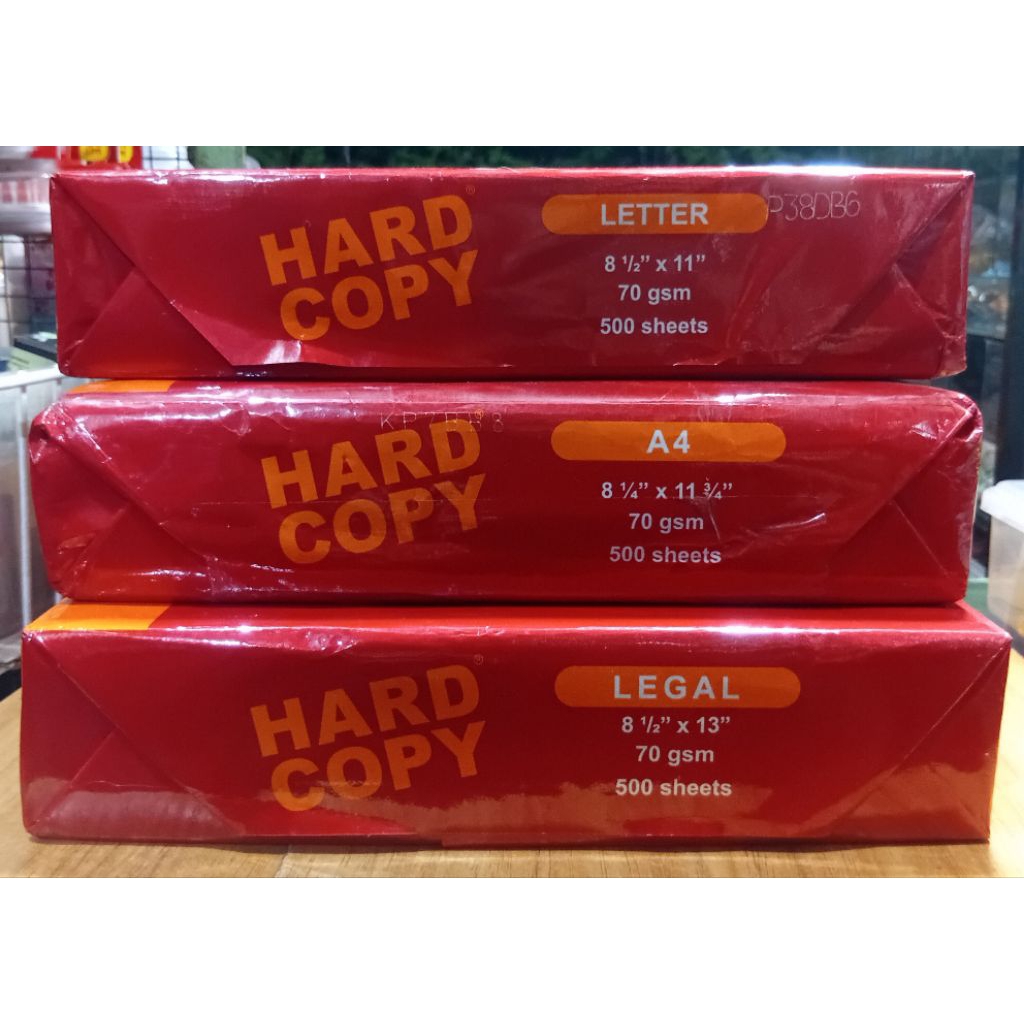 HARD
COPY
®
LETTER
P38DB6
8 ½” x 11”
70 gsm
500 sheets
HARD
COPY
®
A4
8 ¼” x 11 ¾”
70 gsm
500 sheets
HARD
COPY
®
LEGAL
8 ½” x 13”
70 gsm
500 sheets